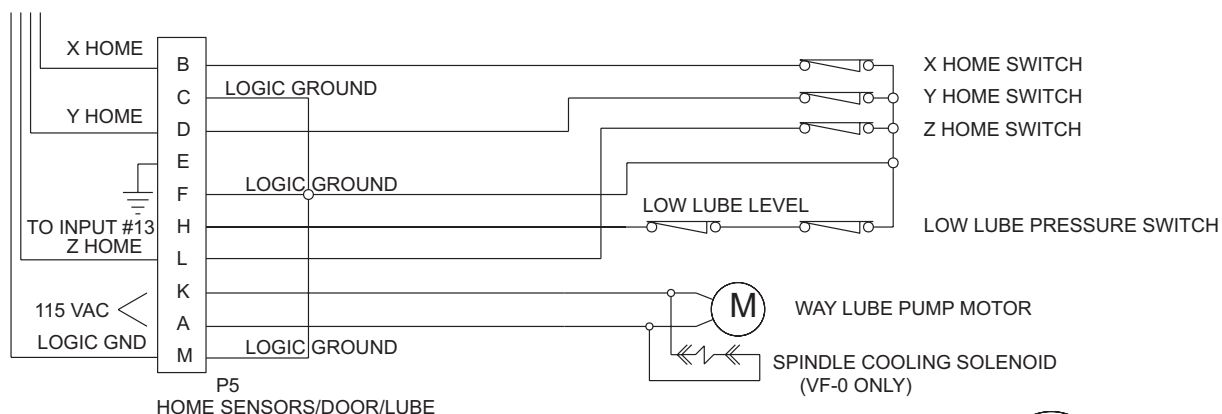 X HOME
B
X HOME SWITCH
LOGIC GROUND
C
Y HOME SWITCH
Y HOME
D
Z HOME SWITCH
E
LOGIC GROUND
F
LOW LUBE LEVEL
TO INPUT #13
H
LOW LUBE PRESSURE SWITCH
Z HOME
L
K
115 VAC
M
WAY LUBE PUMP MOTOR
A
LOGIC GND
M
LOGIC GROUND
SPINDLE COOLING SOLENOID
(VF-0 ONLY)
P5
HOME SENSORS/DOOR/LUBE